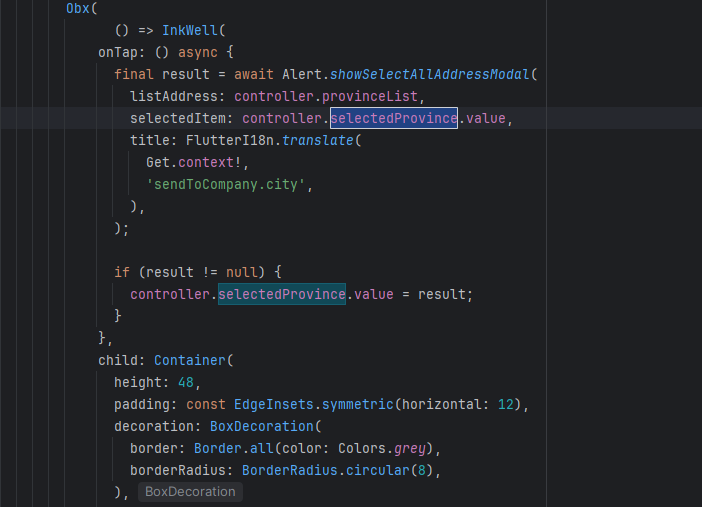 Obx(
() => InkWell(
onTap: () async {
final result = await Alert.showSelectAllAddressModal(
listAddress: controller.provinceList,
selectedItem: controller.selectedProvince.value,
title: FlutterI18n.translate(
Get.context!,
'sendToCompany.city',
),
);
if (result != null) {
controller.selectedProvince.value = result;
}
},
child: Container(
height: 48,
padding: const EdgeInsets.symmetric(horizontal: 12),
decoration: BoxDecoration(
border: Border.all(color: Colors.grey),
borderRadius: BorderRadius.circular(8),
), BoxDecoration